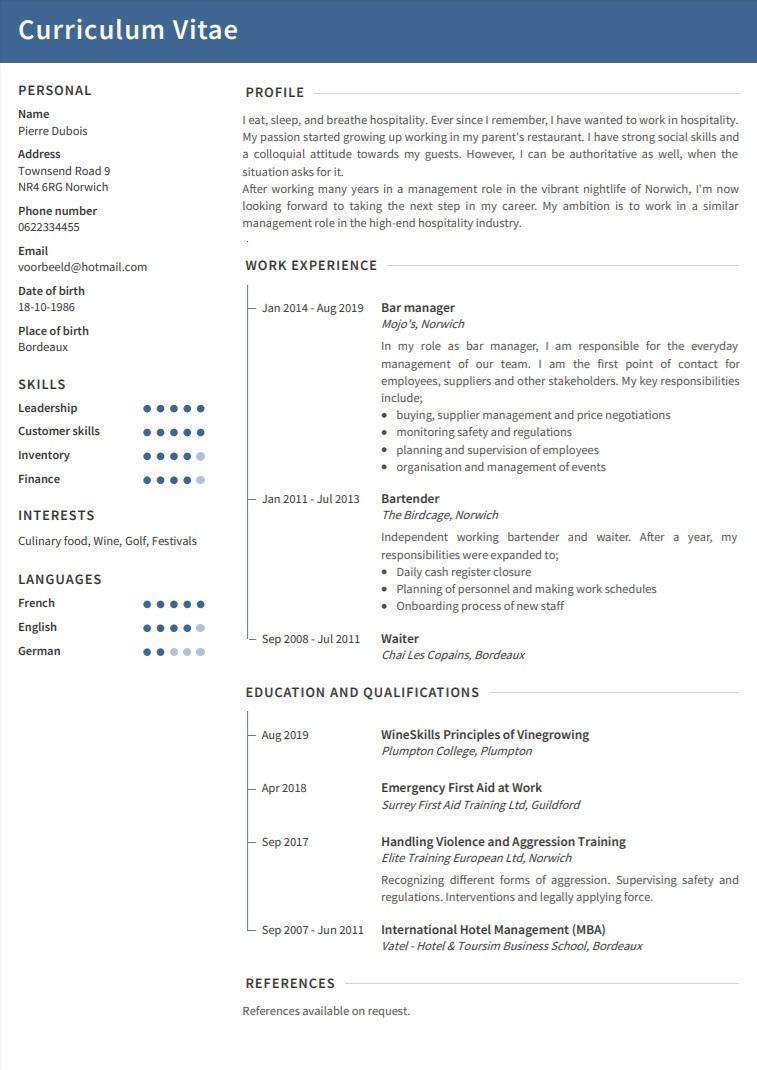 Curriculum Vitae
PERSONAL
Name
Pierre Dubois
Address
Townsend Road 9
NR4 6RG Norwich
Phone number
0622334455
Email
voorbeeld@hotmail.com
Date of birth
18-10-1986
Place of birth
Bordeaux
SKILLS
Leadership
Customer skills
Inventory
Finance
INTERESTS
Culinary food, Wine, Golf, Festivals
LANGUAGES
French
English
German
PROFILE
I eat, sleep, and breathe hospitality. Ever since I remember, I have wanted to work in hospitality.
My passion started growing up working in my parent's restaurant. I have strong social skills and
a colloquial attitude towards my guests. However, I can be authoritative as well, when the
situation asks for it.
After working many years in a management role in the vibrant nightlife of Norwich, I'm now
looking forward to taking the next step in my career. My ambition is to work in a similar
management role in the high-end hospitality industry.
.
WORK EXPERIENCE
Jan 2014 - Aug 2019 Bar manager
Mojo's, Norwich
In my role as bar manager, I am responsible for the everyday
management of our team. I am the first point of contact for
employees, suppliers and other stakeholders. My key responsibilities
include;
• buying, supplier management and price negotiations
• monitoring safety and regulations
• planning and supervision of employees
• organisation and management of events
Jan 2011 - Jul 2013 Bartender
The Birdcage, Norwich
Independent working bartender and waiter. After a year, my
responsibilities were expanded to;
• Daily cash register closure
• Planning of personnel and making work schedules
• Onboarding process of new staff
Sep 2008 - Jul 2011 Waiter
Chai Les Copains, Bordeaux
EDUCATION AND QUALIFICATIONS
Aug 2019 WineSkills Principles of Vinegrowing
Plumpton College, Plumpton
Apr 2018 Emergency First Aid at Work
Surrey First Aid Training Ltd, Guildford
Sep 2017 Handling Violence and Aggression Training
Elite Training European Ltd, Norwich
Recognizing different forms of aggression. Supervising safety and
regulations. Interventions and legally applying force.
Sep 2007 - Jun 2011 International Hotel Management (MBA)
Vatel - Hotel & Toursim Business School, Bordeaux
REFERENCES
References available on request.